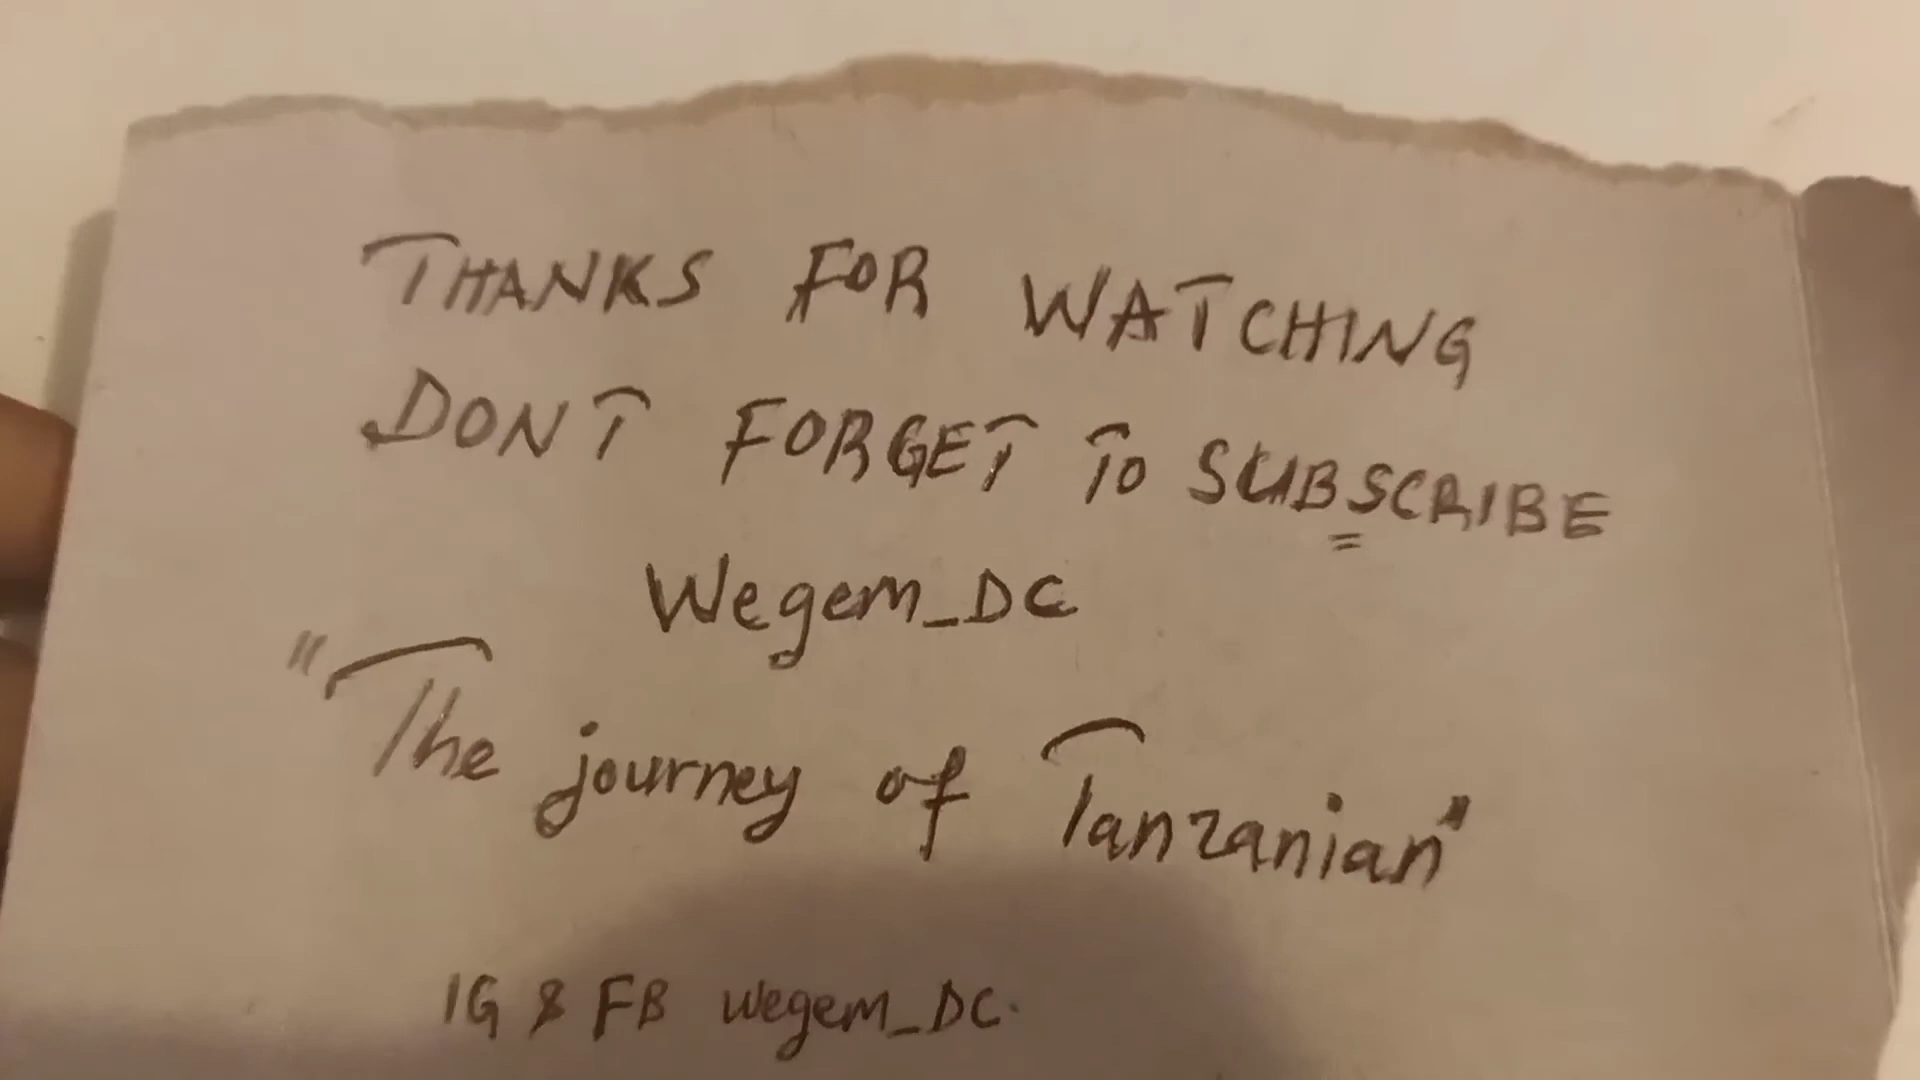 THANKS FOR WATCHING
DONT FORGET TO SUBSCRIBE
Wegem_DC
"The journey of Tanzanian"
IG & FB wegem_DC.